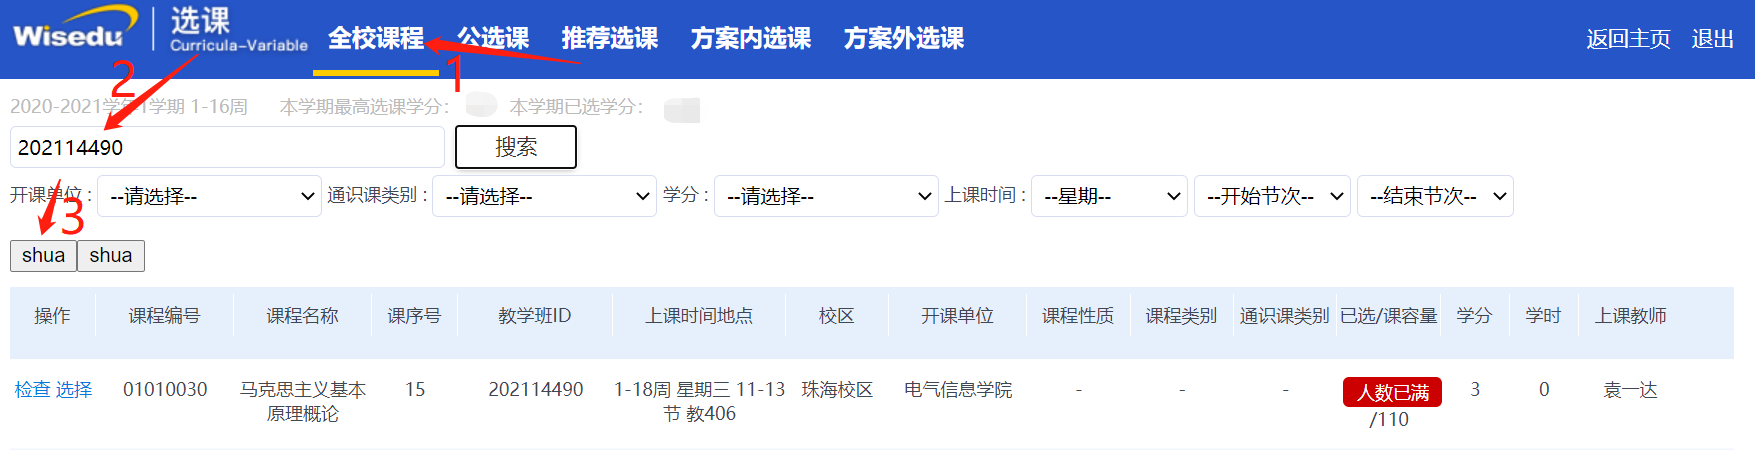 Wisedu 选课 Curricula-Variable 全校课程 公选课 推荐选课 方案内选课 方案外选课 返回主页 退出
1
2
2020-2021学年1学期 1-16周 本学期最高选课学分： 本学期已选学分：
202114490 搜索
开课单位 : --请选择-- 通识课类别 : --请选择-- 学分 : --请选择-- 上课时间 : --星期-- --开始节次-- --结束节次--
3
shua shua
操作 课程编号 课程名称 课序号 教学班ID 上课时间地点 校区 开课单位 课程性质 课程类别 通识课类别 已选/课容量 学分 学时 上课教师
检查 选择 01010030 马克思主义基本 15 202114490 1-18周 星期三 11-13 珠海校区 电气信息学院 - - - 人数已满 3 0 袁一达
原理概论 节 教406 /110